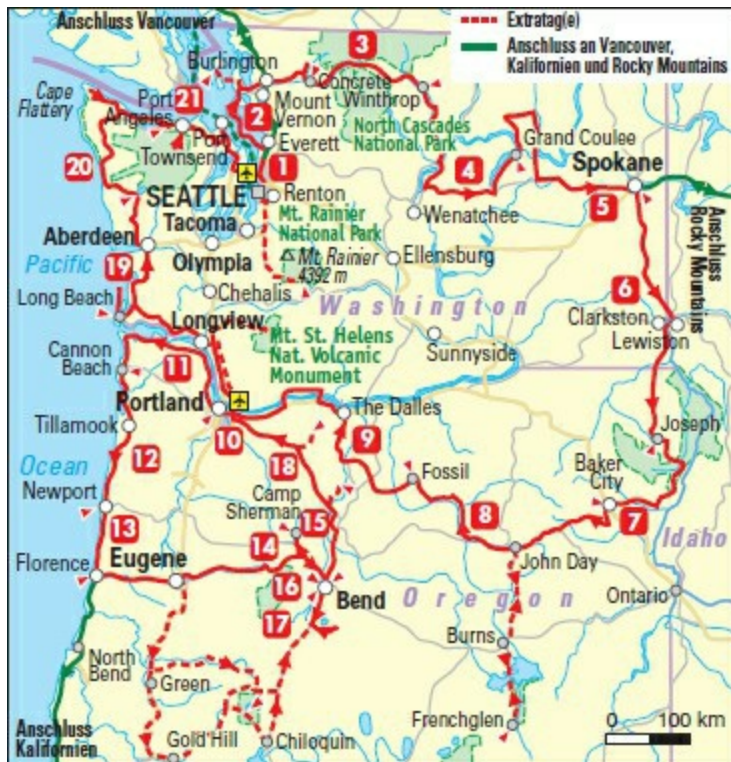 Anschluss Vancouver
Extratag(e)
Anschluss an Vancouver,
Kalifornien und Rocky Mountains
3
Burlington
Concrete
Cape
Flattery
21
Port
Angeles
2
Mount
Vernon
Winthrop
North Cascades
National Park
Port
Townsend
Everett
Grand Coulee
20
1
4
Spokane
SEATTLE
Renton
5
Tacoma
Mt. Rainier
National Park
Wenatchee
Anschluss
Rocky Mountains
Aberdeen
Olympia
Mt. Rainier
4392 m
Ellensburg
Pacific
19
Chehalis
6
Long Beach
Washington
Clarkston
Lewiston
Longview
Mt. St. Helens
Nat. Volcanic
Monument
Sunnyside
Cannon
Beach
11
Portland
The Dalles
Joseph
Tillamook
10
9
12
18
Fossil
Baker
City
Ocean
Newport
Camp
Sherman
15
8
7
13
14
Idaho
Florence
Eugene
16
John Day
Bend
Oregon
Ontario
17
Burns
North
Bend
Green
Frenchglen
0 100 km
Anschluss
Kalifornien
Gold Hill
Chiloquin